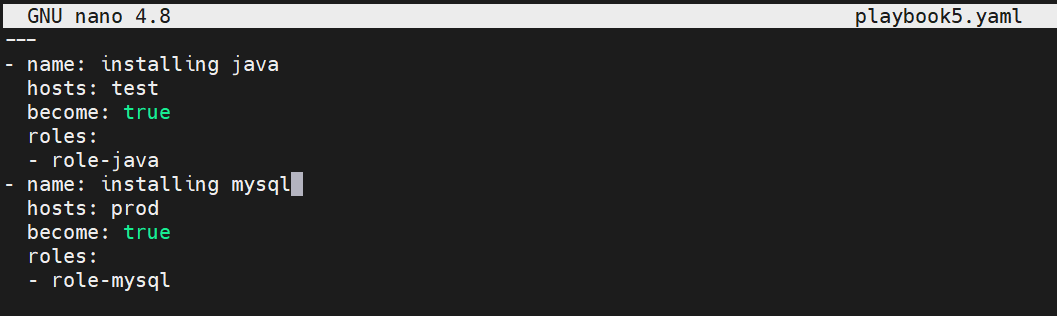 GNU nano 4.8 playbook5.yaml
---
- name: installing java
  hosts: test
  become: true
  roles:
  - role-java
- name: installing mysql
  hosts: prod
  become: true
  roles:
  - role-mysql